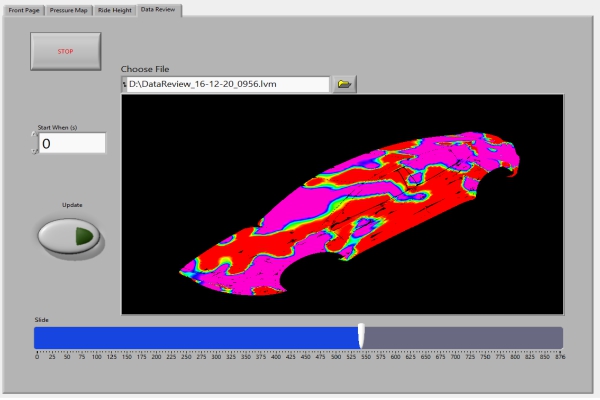 Front Page Pressure Map Ride Height Data Review
STOP
Choose File
D:\DataReview_16-12-20_0956.lvm
Start When (s)
0
Update
Slide
0 25 50 75 100 125 150 175 200 225 250 275 300 325 350 375 400 425 450 475 500 525 550 575 600 625 650 675 700 725 750 775 800 825 850 876